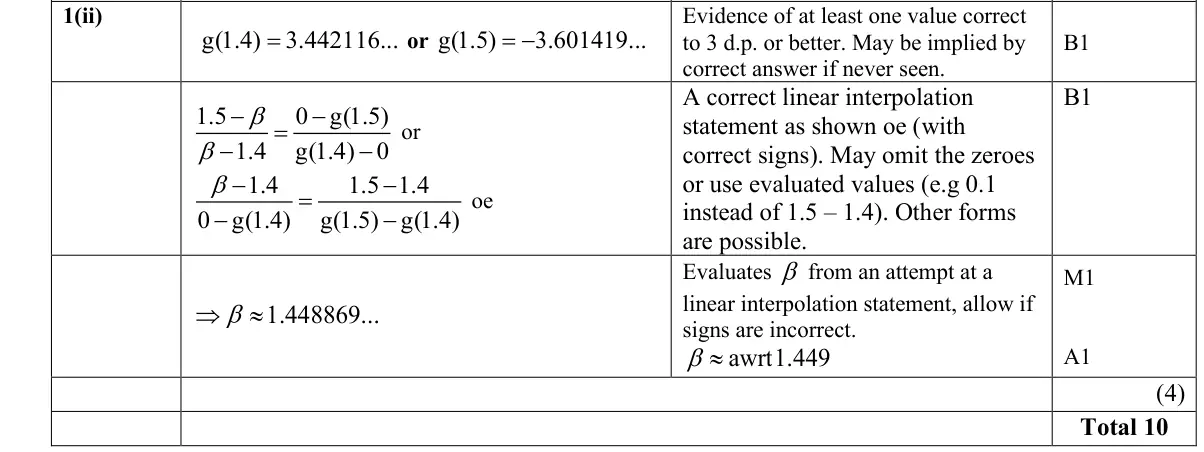 1(ii)
g(1.4) = 3.442116... or g(1.5) = −3.601419...
Evidence of at least one value correct
to 3 d.p. or better. May be implied by
correct answer if never seen.
B1
(1.5 − β)/(β − 1.4) = (0 − g(1.5))/(g(1.4) − 0) or
(β − 1.4)/(0 − g(1.4)) = (1.5 − 1.4)/(g(1.5) − g(1.4)) oe
A correct linear interpolation
statement as shown oe (with
correct signs). May omit the zeroes
or use evaluated values (e.g 0.1
instead of 1.5 – 1.4). Other forms
are possible.
B1
⇒ β ≈ 1.448869...
Evaluates β from an attempt at a
linear interpolation statement, allow if
signs are incorrect.
β ≈ awrt1.449
M1
A1
(4)
Total 10